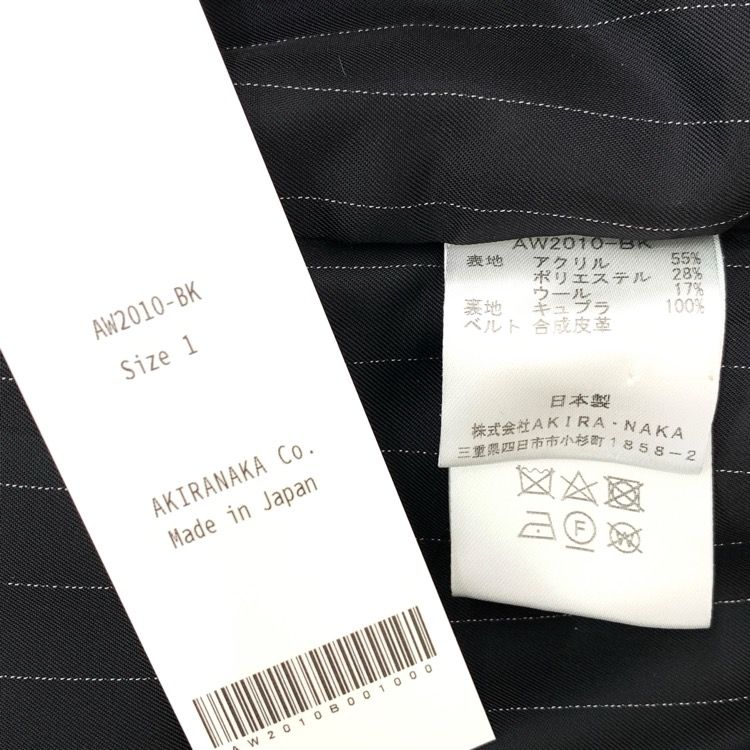 AW2010-BK
Size 1
AKIRANAKA Co.
Made in Japan
AW2010B001000
AW2010-BK
表地 アクリル 55%
ポリエステル 28%
ウール 17%
裏地 キュプラ 100%
ベルト 合成皮革
日本製
株式会社AKIRA・NAKA
三重県四日市市小杉町1858-2